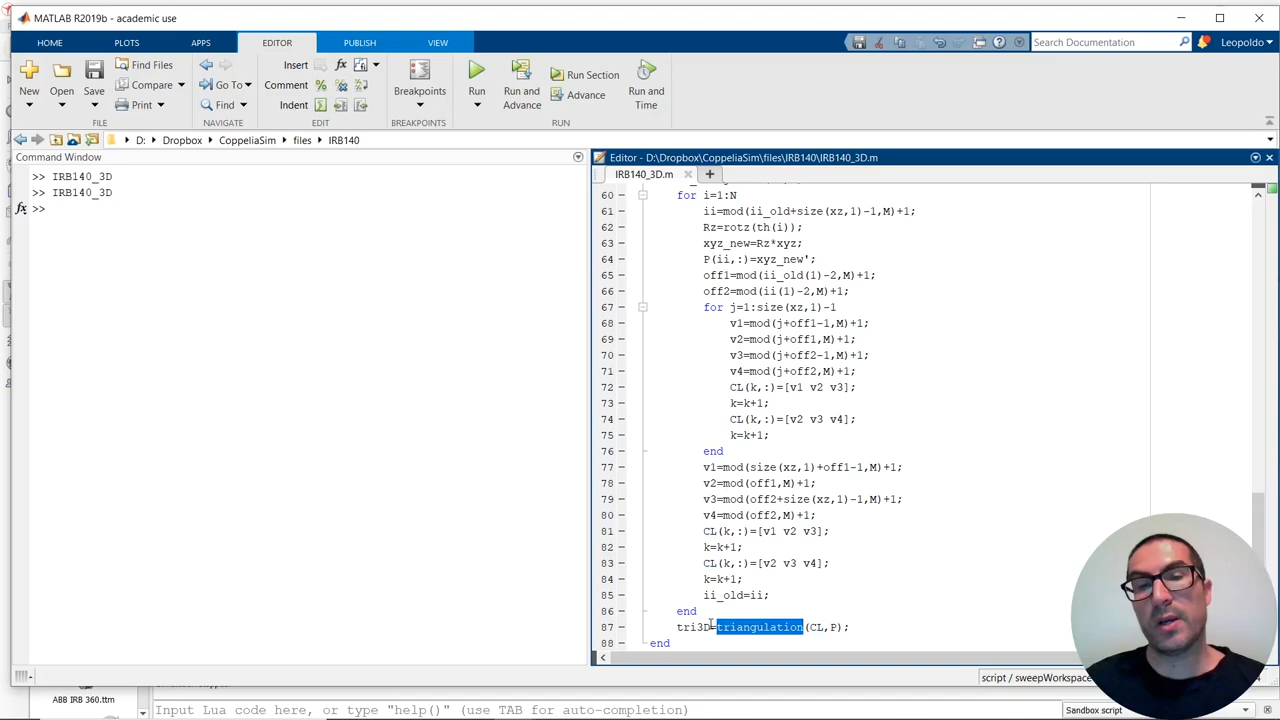 MATLAB R2019b - academic use
HOME PLOTS APPS EDITOR PUBLISH VIEW
Search Documentation
Leopoldo
New Open Save
Find Files
Compare
Print
Go To
Find
Insert
Comment
Indent
Breakpoints
Run
Run and Advance
Run Section
Advance
Run and Time
FILE NAVIGATE EDIT BREAKPOINTS RUN
D: Dropbox CoppeliaSim files IRB140
Command Window
>> IRB140_3D
>> IRB140_3D
fx >>
Editor - D:\Dropbox\CoppeliaSim\files\IRB140\IRB140_3D.m
IRB140_3D.m
60 for i=1:N
61 ii=mod(ii_old+size(xz,1)-1,M)+1;
62 Rz=rotz(th(i));
63 xyz_new=Rz*xyz;
64 P(ii,:)=xyz_new';
65 off1=mod(ii_old(1)-2,M)+1;
66 off2=mod(ii(1)-2,M)+1;
67 for j=1:size(xz,1)-1
68 v1=mod(j+off1-1,M)+1;
69 v2=mod(j+off1,M)+1;
70 v3=mod(j+off2-1,M)+1;
71 v4=mod(j+off2,M)+1;
72 CL(k,:)=[v1 v2 v3];
73 k=k+1;
74 CL(k,:)=[v2 v3 v4];
75 k=k+1;
76 end
77 v1=mod(size(xz,1)+off1-1,M)+1;
78 v2=mod(off1,M)+1;
79 v3=mod(off2+size(xz,1)-1,M)+1;
80 v4=mod(off2,M)+1;
81 CL(k,:)=[v1 v2 v3];
82 k=k+1;
83 CL(k,:)=[v2 v3 v4];
84 k=k+1;
85 ii_old=ii;
86 end
87 tri3D=triangulation(CL,P);
88 end
script / sweepWorkspace
ABB IRB 360.ttm
Input Lua code here, or type "help()" (use TAB for auto-completion)
Sandbox script